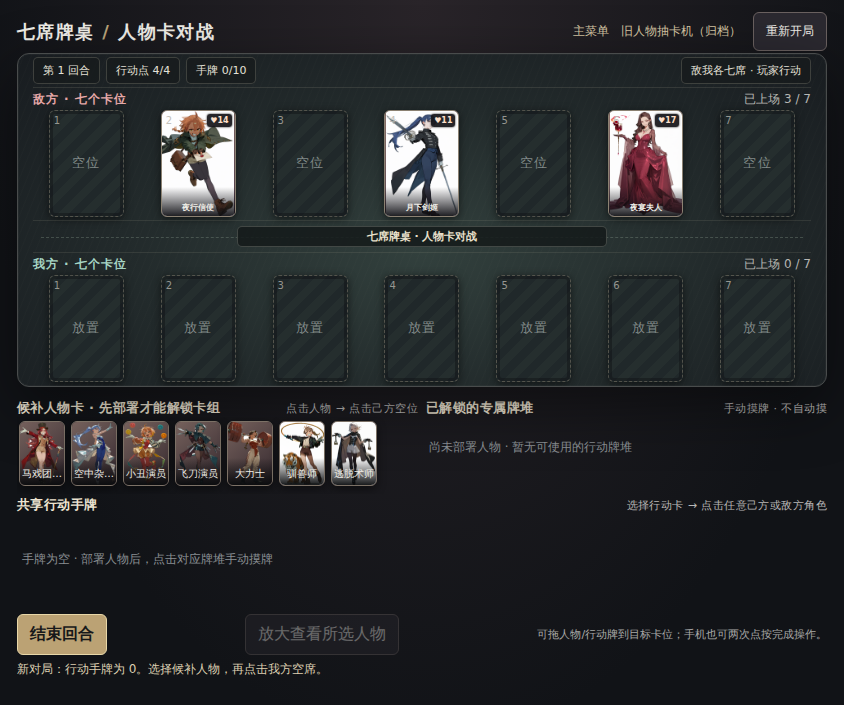 七席牌桌 / 人物卡对战
主菜单 旧人物抽卡机（归档） 重新开局
第 1 回合 行动点 4/4 手牌 0/10 敌我各七席 · 玩家行动
敌方 · 七个卡位 已上场 3 / 7
1 2 3 5 7
♥14 ♥11 ♥17
空位 空位 空位 空位
夜行信使 月下剑姬 夜宴夫人
七席牌桌 · 人物卡对战
我方 · 七个卡位 已上场 0 / 7
1 2 3 4 5 6 7
放置 放置 放置 放置 放置 放置 放置
候补人物卡 · 先部署才能解锁卡组 点击人物 → 点击己方空位
马戏团… 空中杂… 小丑演员 飞刀演员 大力士 驯兽师 逃脱术师
已解锁的专属牌堆 手动摸牌 · 不自动摸
尚未部署人物 · 暂无可使用的行动牌堆
共享行动手牌 选择行动卡 → 点击任意己方或敌方角色
手牌为空 · 部署人物后，点击对应牌堆手动摸牌
结束回合 放大查看所选人物 可拖人物/行动牌到目标卡位；手机也可两次点按完成操作。
新对局：行动手牌为 0。选择候补人物，再点击我方空席。